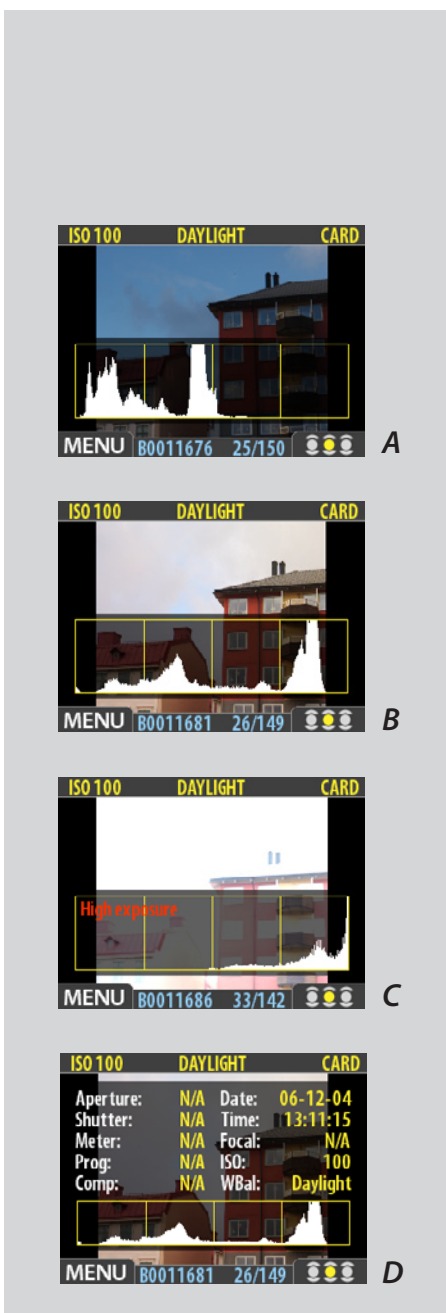 ISO 100 DAYLIGHT CARD
MENU B0011676 25/150
A
ISO 100 DAYLIGHT CARD
MENU B0011681 26/149
B
ISO 100 DAYLIGHT CARD
High exposure
MENU B0011686 33/142
C
ISO 100 DAYLIGHT CARD
Aperture: N/A Date: 06-12-04
Shutter: N/A Time: 13:11:15
Meter: N/A Focal: N/A
Prog: N/A ISO: 100
Comp: N/A WBal: Daylight
MENU B0011681 26/149
D